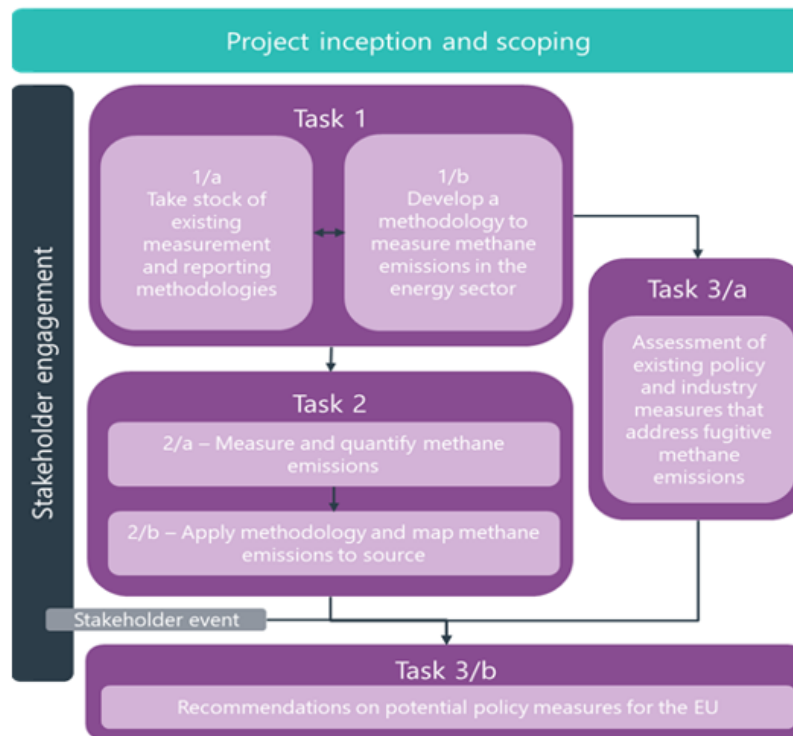 Project inception and scoping
Stakeholder engagement
Task 1
1/a
Take stock of
existing
measurement
and reporting
methodologies
1/b
Develop a
methodology to
measure methane
emissions in the
energy sector
Task 3/a
Assessment of
existing policy
and industry
measures that
address fugitive
methane
emissions
Task 2
2/a – Measure and quantify methane
emissions
2/b – Apply methodology and map methane
emissions to source
Stakeholder event
Task 3/b
Recommendations on potential policy measures for the EU